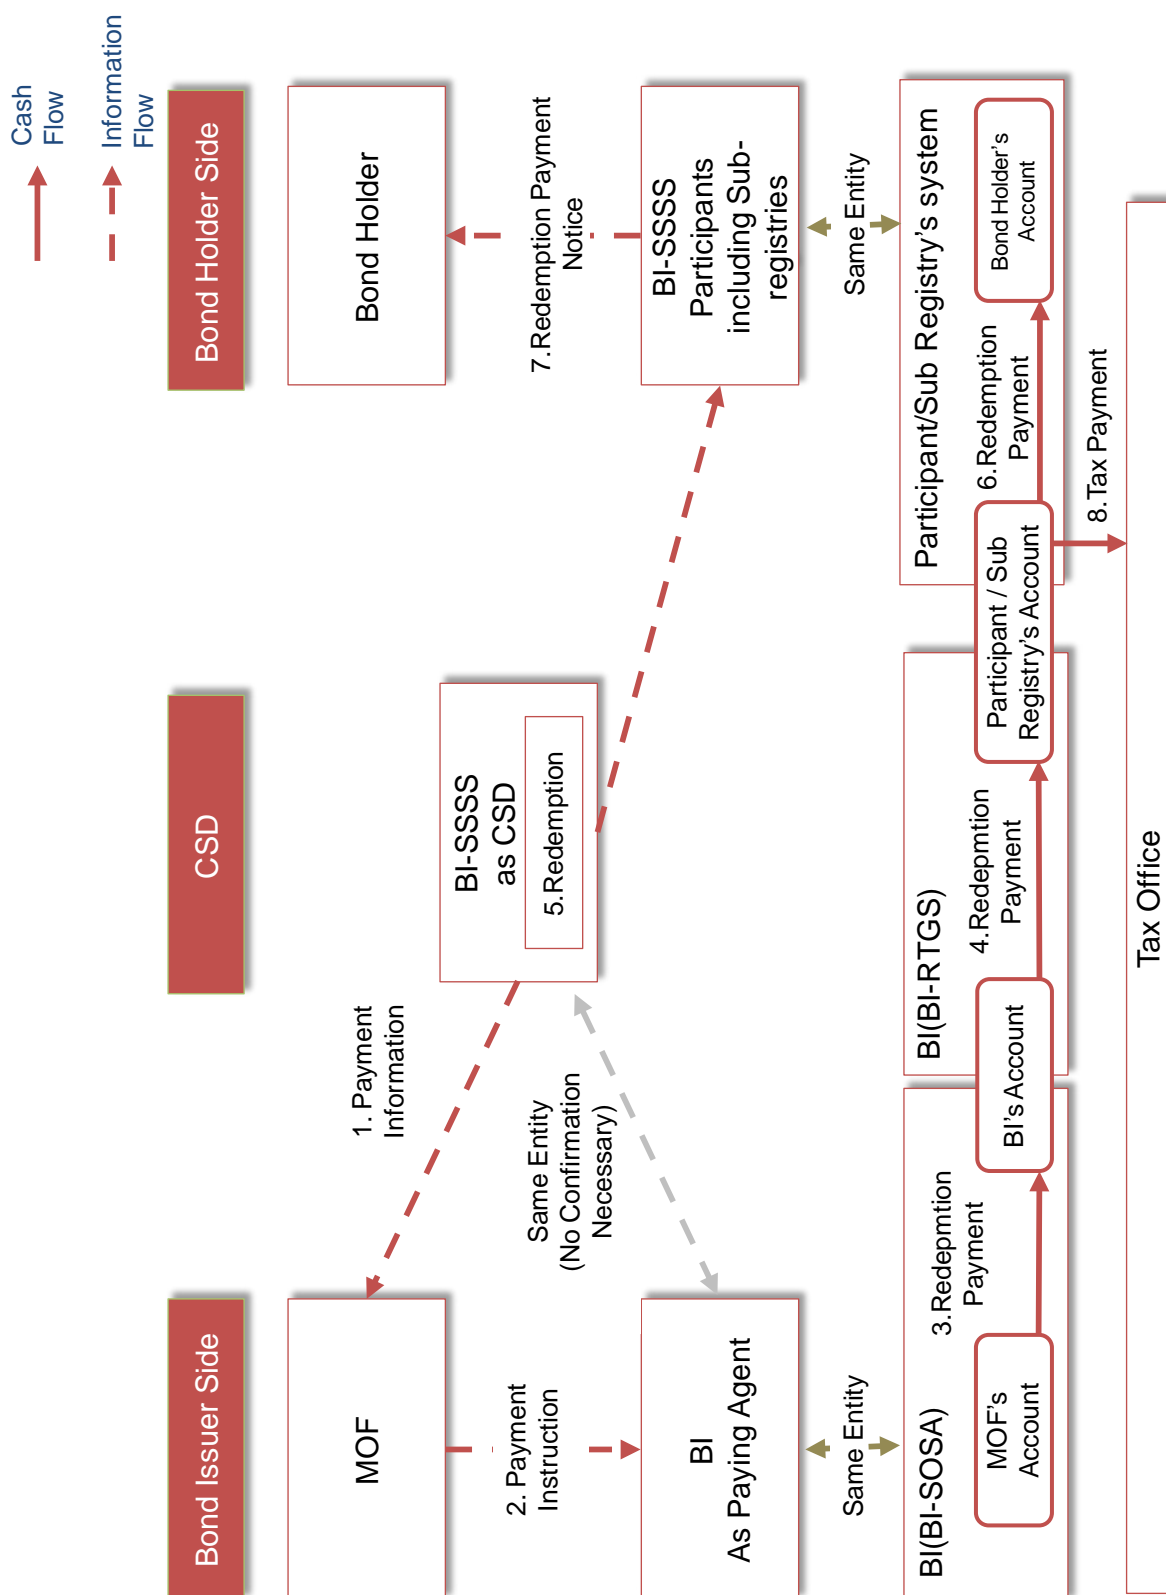 Cash
Flow
Information
Flow
Bond Issuer Side
CSD
Bond Holder Side
MOF
Bond Holder
1. Payment
Information
BI-SSSS
as CSD
5.Redemption
2. Payment
Instruction
Same Entity
(No Confirmation
Necessary)
7.Redemption Payment
Notice
BI
As Paying Agent
BI-SSSS
Participants
including Sub-
registries
Same Entity
Same Entity
BI(BI-SOSA)
BI(BI-RTGS)
Participant/Sub Registry's system
3.Redepmtion
Payment
4.Redepmtion
Payment
6.Redemption
Payment
MOF's
Account
BI's Account
Participant / Sub
Registry's Account
Bond Holder's
Account
8.Tax Payment
Tax Office